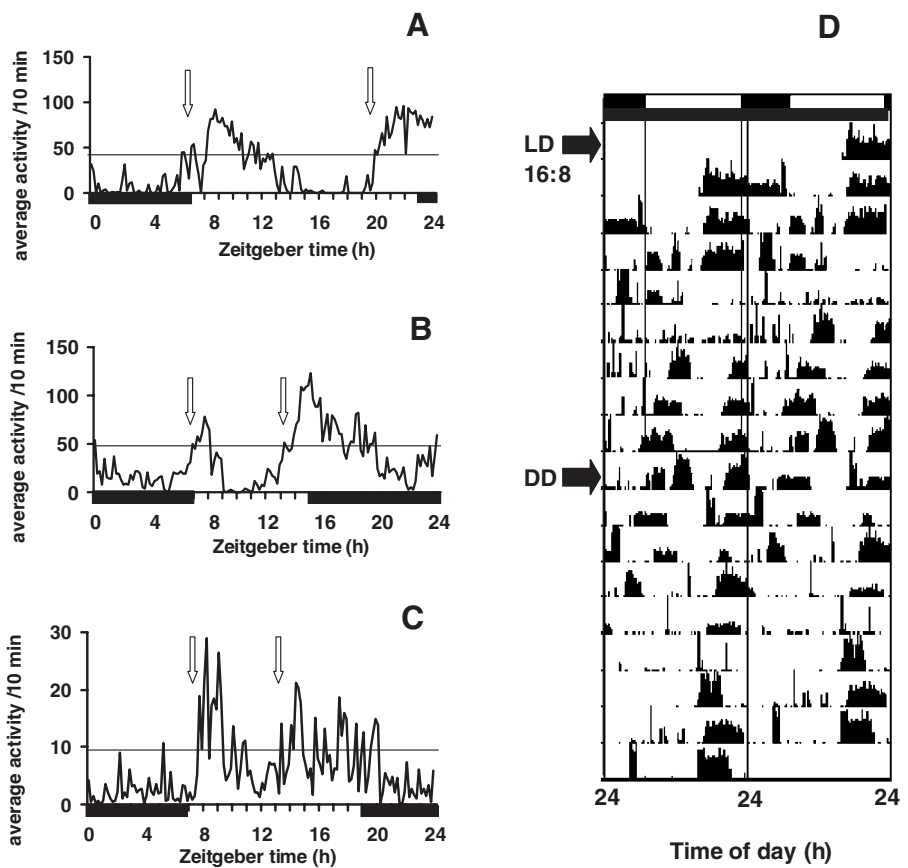 A
average activity /10 min
150
100
50
0
0 4 8 12 16 20 24
Zeitgeber time (h)
B
average activity /10 min
150
100
50
0
0 4 8 12 16 20 24
Zeitgeber time (h)
C
average activity /10 min
30
20
10
0
0 4 8 12 16 20 24
Zeitgeber time (h)
D
LD
16:8
DD
24 24 24
Time of day (h)